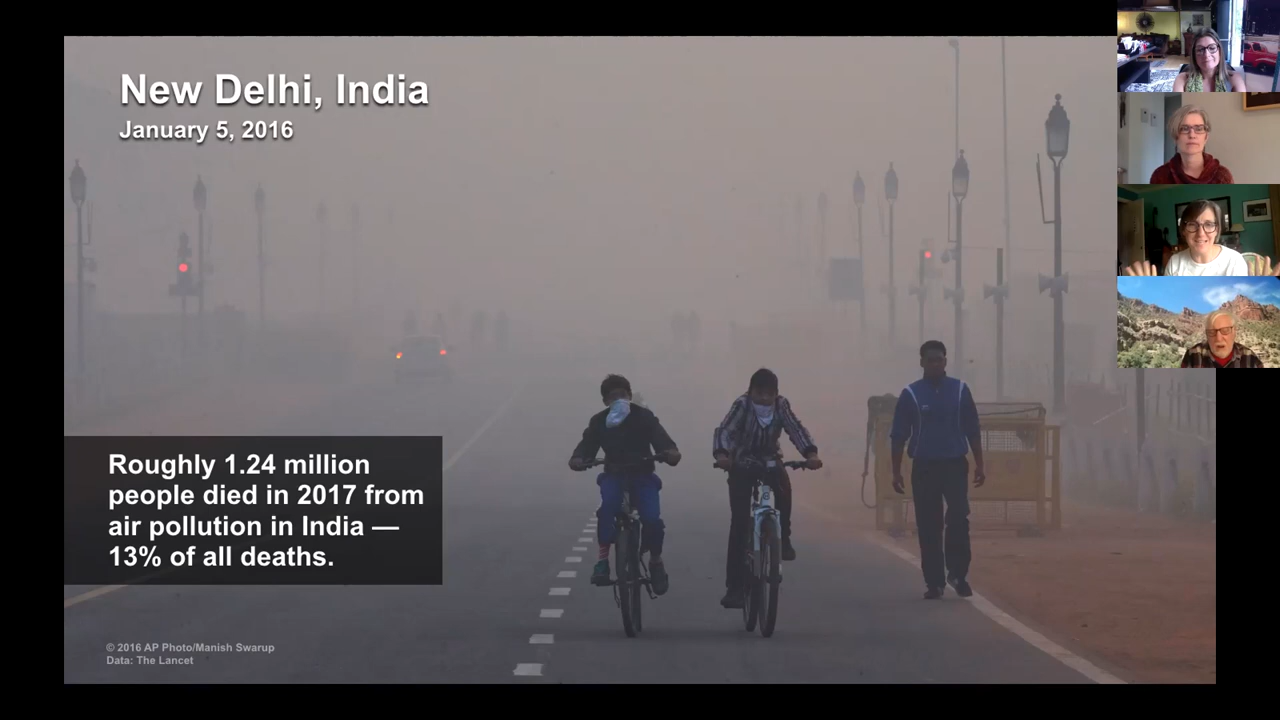 New Delhi, India
January 5, 2016
Roughly 1.24 million
people died in 2017 from
air pollution in India —
13% of all deaths.
© 2016 AP Photo/Manish Swarup
Data: The Lancet